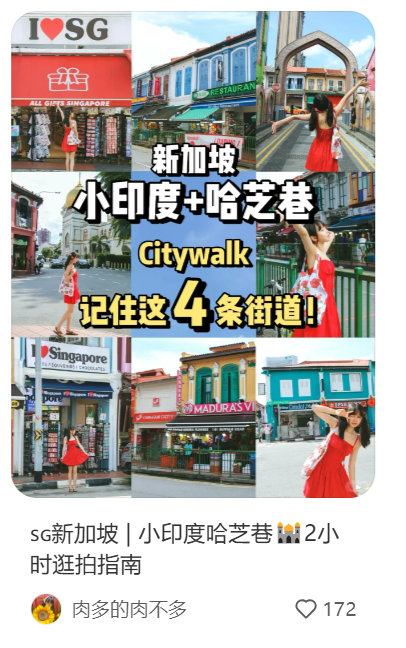 I❤SG
ALL GIFTS SINGAPORE
RESTAURAN
新加坡
小印度+哈芝巷
Citywalk
记住这4条街道!
I❤Singapore
MADURA'S
SG新加坡 | 小印度哈芝巷🕌2小
时逛拍指南
肉多的肉不多
172